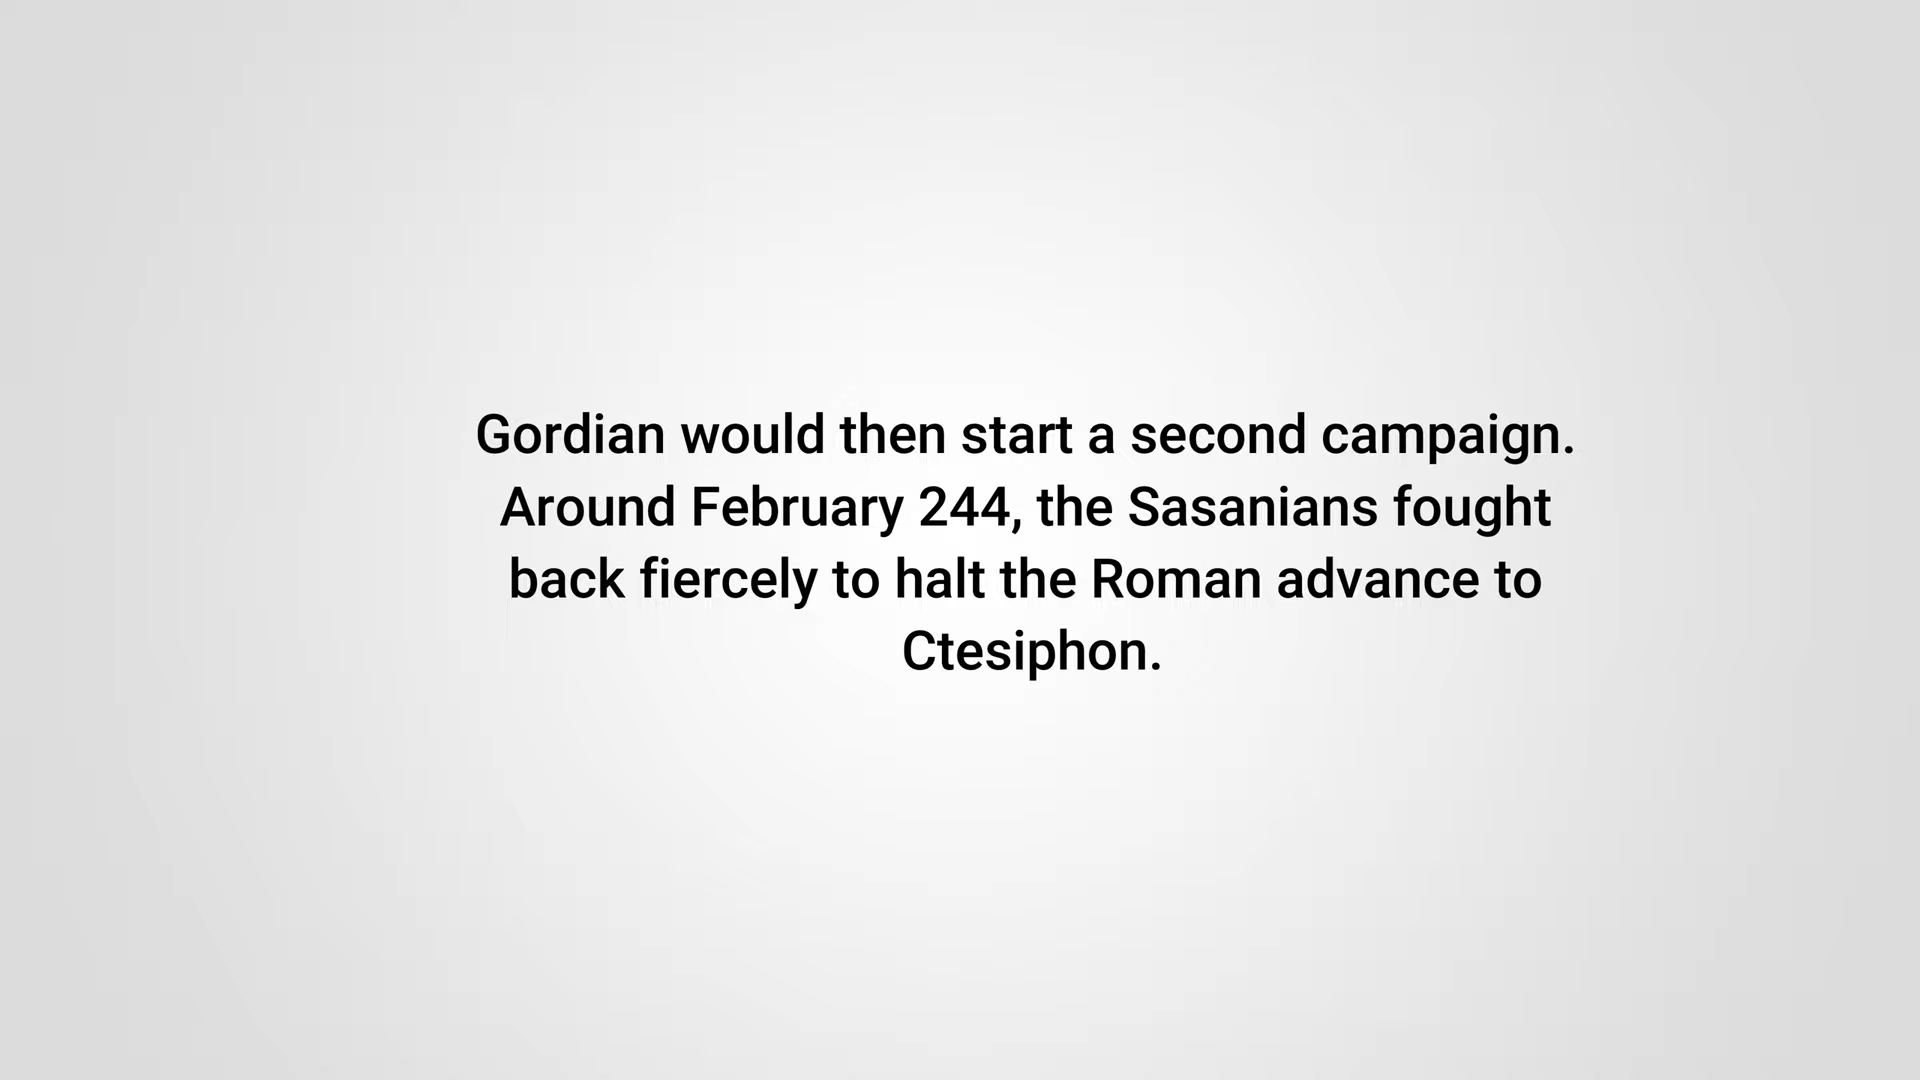 Gordian would then start a second campaign.
Around February 244, the Sasanians fought
back fiercely to halt the Roman advance to
Ctesiphon.